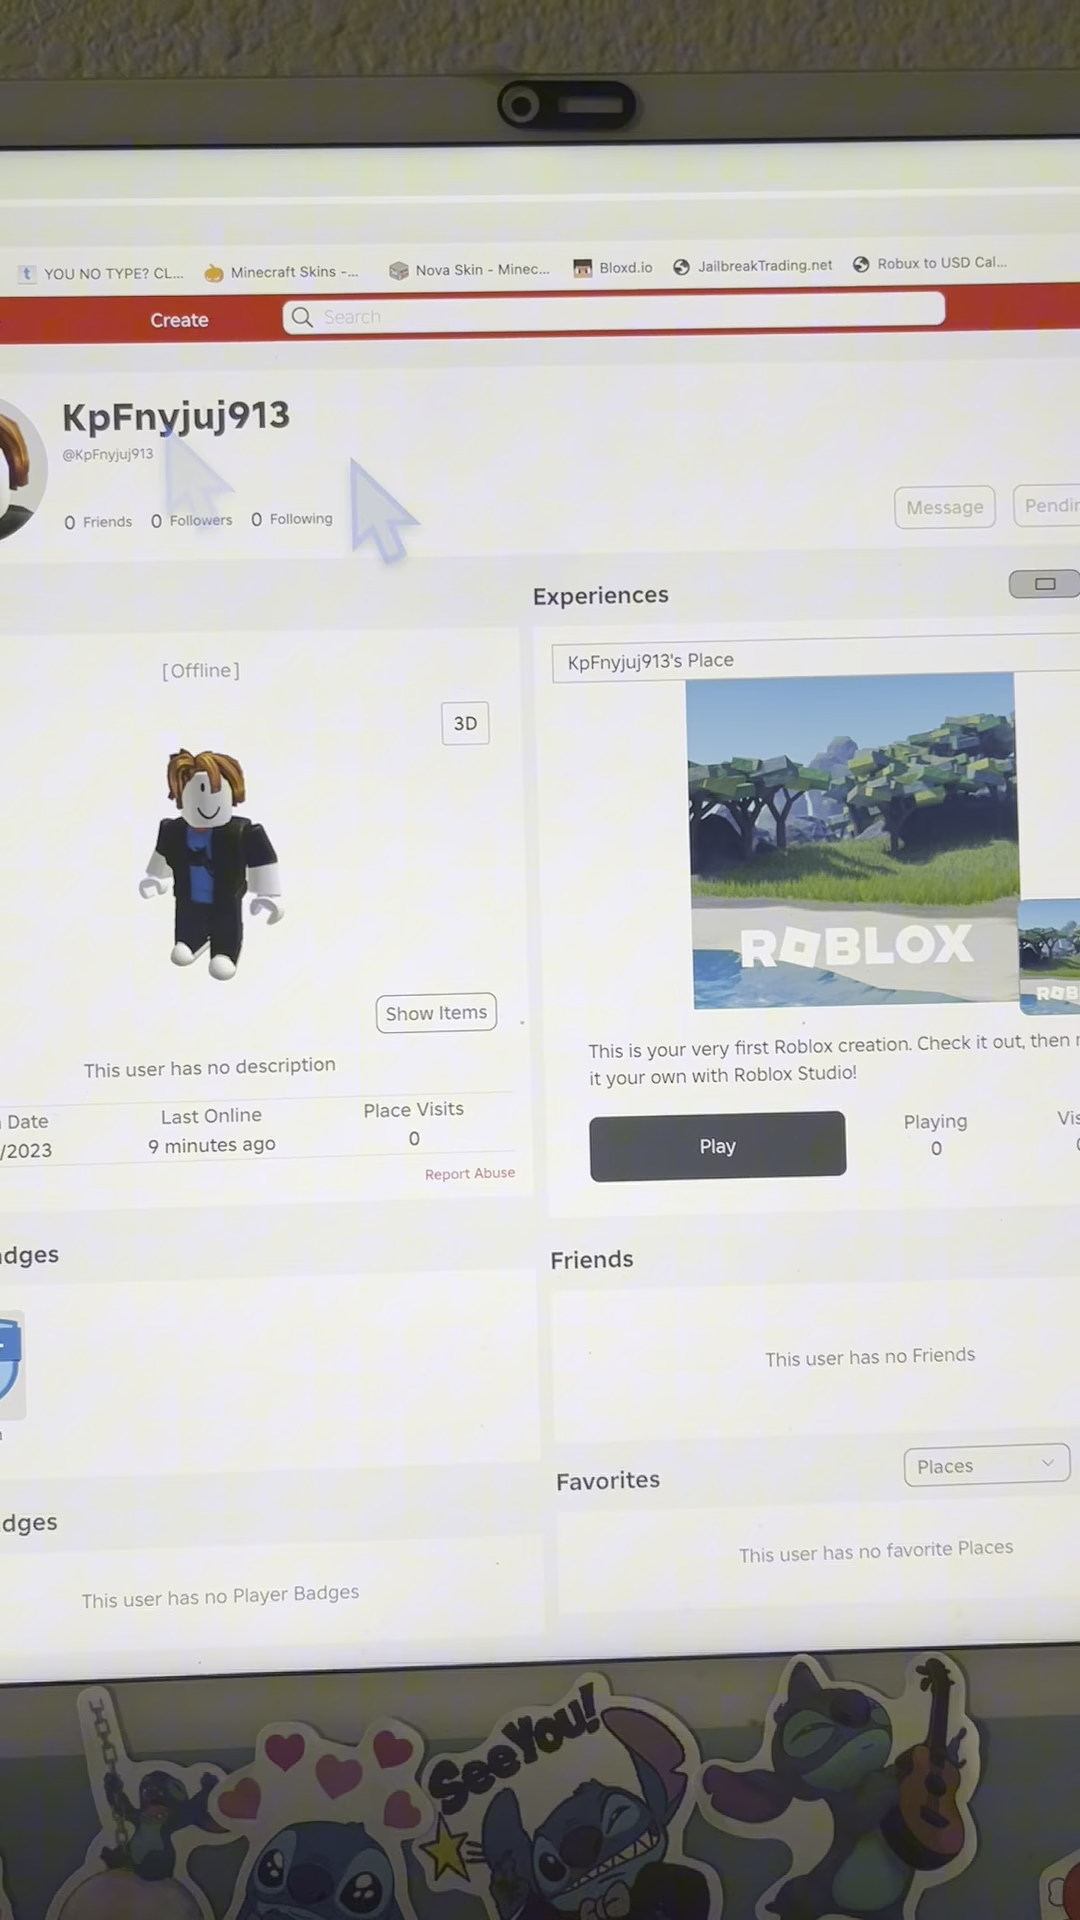 YOU NO TYPE? CL... Minecraft Skins -... Nova Skin - Minec... Bloxd.io JailbreakTrading.net Robux to USD Cal...
Create Search
KpFnyjuj913
@KpFnyjuj913
0 Friends 0 Followers 0 Following
Message Pendin
Experiences
[Offline]
3D
Show Items
This user has no description
Date Last Online Place Visits
/2023 9 minutes ago 0
Report Abuse
KpFnyjuj913's Place
ROBLOX
ROB
This is your very first Roblox creation. Check it out, then
it your own with Roblox Studio!
Play
Playing Vis
0
adges
Friends
This user has no Friends
Favorites Places
This user has no favorite Places
dges
This user has no Player Badges
See You!